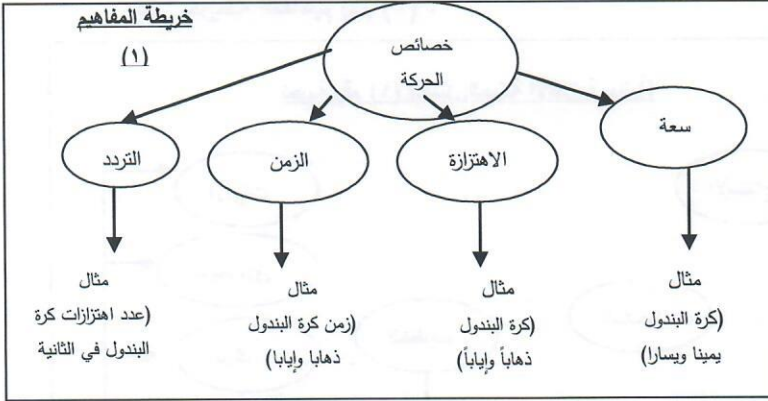 خريطة المفاهيم
(١)
خصائص
الحركة
سعة
الاهتزازة
الزمن
التردد
مثال
(كرة البندول
يمينا ويسارا)
مثال
(كرة البندول
ذهاباً وإياباً)
مثال
(زمن كرة البندول
ذهابا وإيابا)
مثال
(عدد اهتزازات كرة
البندول في الثانية